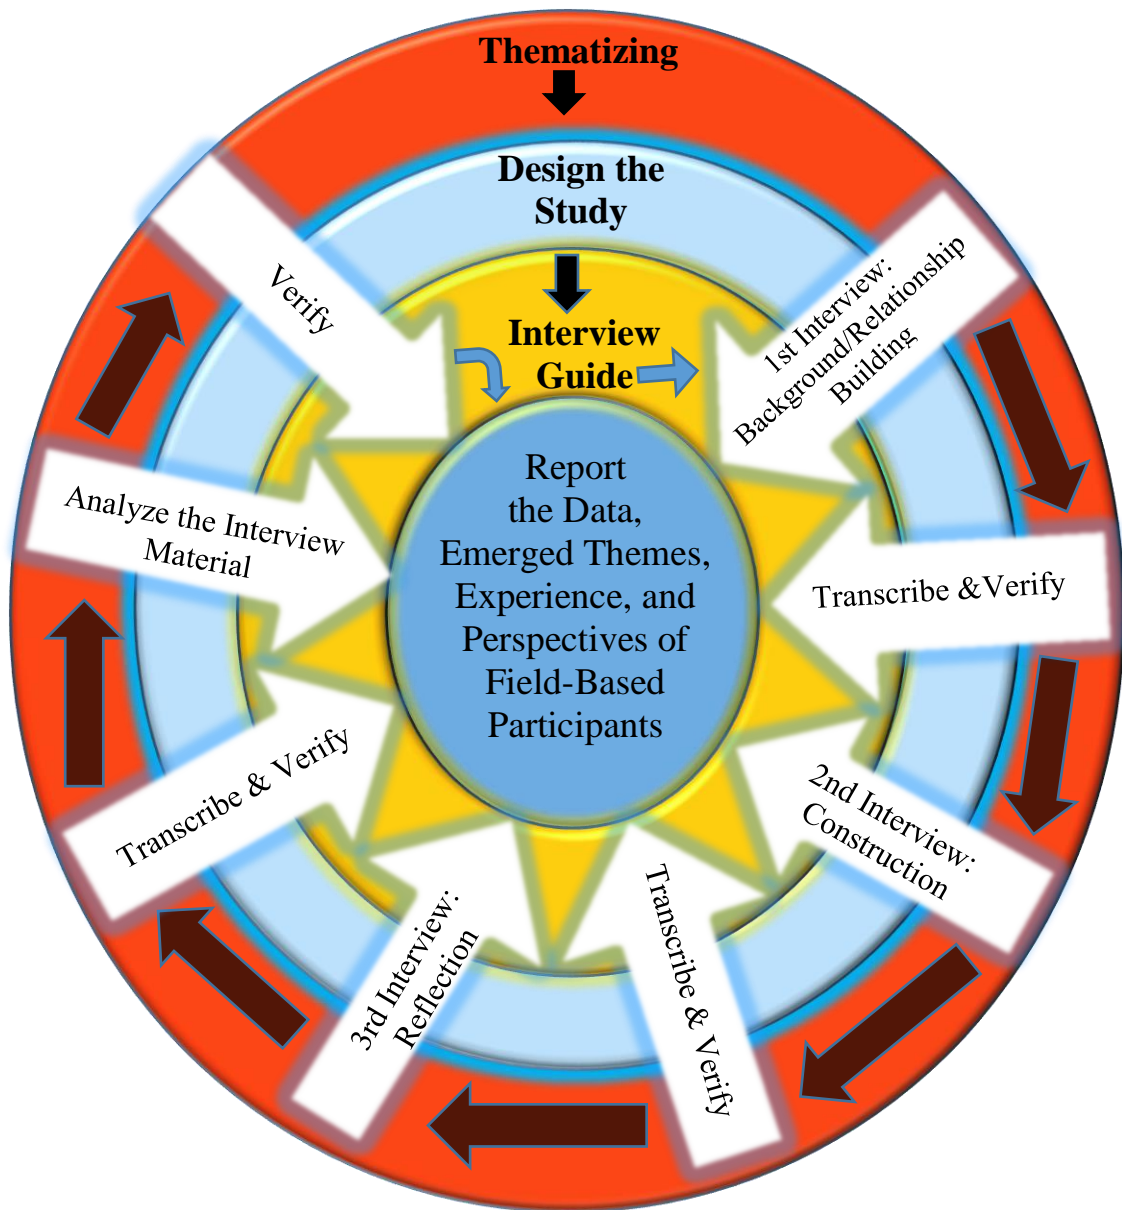 Thematizing
Design the
Study
Interview
Guide
1st Interview:
Background/Relationship
Building
Transcribe &Verify
2nd Interview:
Construction
Transcribe & Verify
3rd Interview:
Reflection
Transcribe & Verify
Analyze the Interview
Material
Verify
Report
the Data,
Emerged Themes,
Experience, and
Perspectives of
Field-Based
Participants